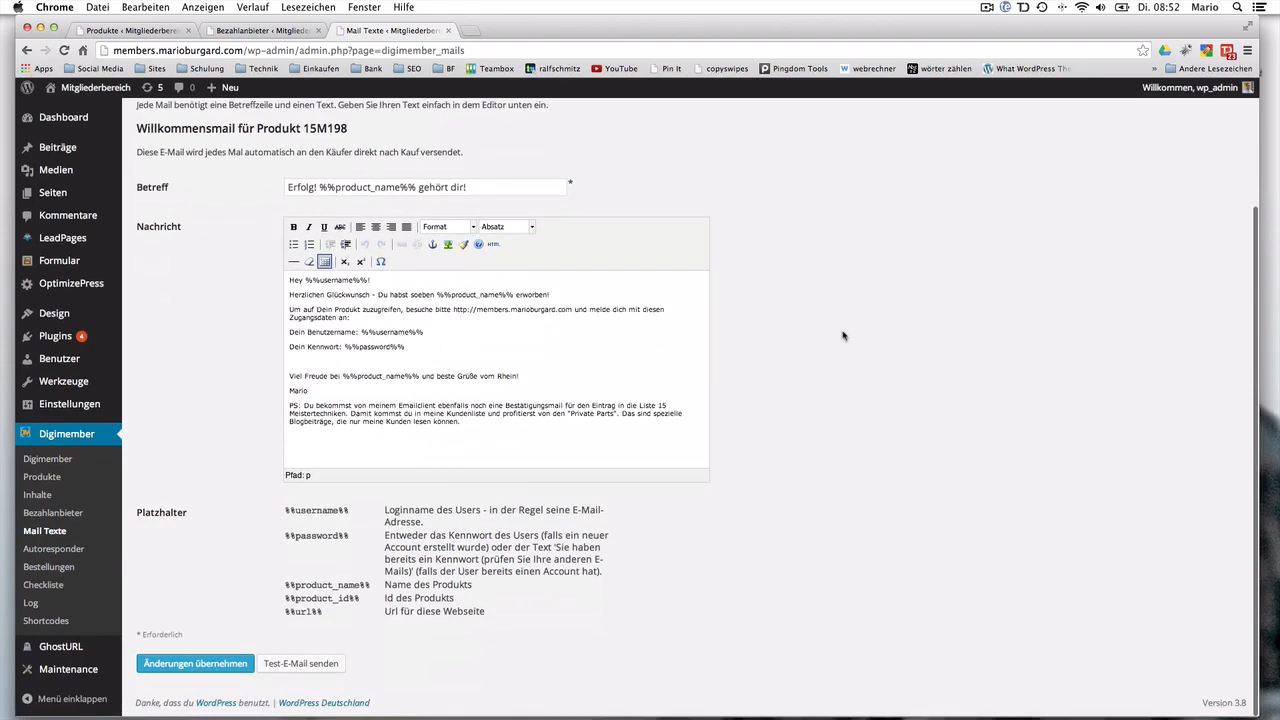 Chrome Datei Bearbeiten Anzeigen Verlauf Lesezeichen Fenster Hilfe Di. 08:52 Mario
Produkte ‹ Mitgliederberei Bezahlanbieter ‹ Mitgliede Mail Texte ‹ Mitgliederber
members.marioburgard.com/wp-admin/admin.php?page=digimember_mails
Apps Social Media Sites Schulung Technik Einkaufen Bank SEO BF Teambox ralfschmitz YouTube Pin It copyswipes Pingdom Tools webrechner wörter zählen What WordPress The » Andere Lesezeichen
Mitgliederbereich 5 0 + Neu Willkommen, wp_admin
Jede Mail benötigt eine Betreffzeile und einen Text. Geben Sie Ihren Text einfach in dem Editor unten ein.
Willkommensmail für Produkt 15M198
Diese E-Mail wird jedes Mal automatisch an den Käufer direkt nach Kauf versendet.
Betreff Erfolg! %%product_name%% gehört dir! *
Nachricht
B I U ABC Format Absatz
HTML
Hey %%username%%!
Herzlichen Glückwunsch - Du habst soeben %%product_name%% erworben!
Um auf Dein Produkt zuzugreifen, besuche bitte http://members.marioburgard.com und melde dich mit diesen
Zugangsdaten an:
Dein Benutzername: %%username%%
Dein Kennwort: %%password%%
Viel Freude bei %%product_name%% und beste Grüße vom Rhein!
Mario
PS: Du bekommst von meinem Emailclient ebenfalls noch eine Bestätigungsmail für den Eintrag in die Liste 15
Meistertechniken. Damit kommst du in meine Kundenliste und profitierst von den "Private Parts". Das sind spezielle
Blogbeiträge, die nur meine Kunden lesen können.
Pfad: p
Platzhalter
%%username%% Loginname des Users - in der Regel seine E-Mail-
Adresse.
%%password%% Entweder das Kennwort des Users (falls ein neuer
Account erstellt wurde) oder der Text 'Sie haben
bereits ein Kennwort (prüfen Sie Ihre anderen E-
Mails)' (falls der User bereits einen Account hat).
%%product_name%% Name des Produkts
%%product_id%% Id des Produkts
%%url%% Url für diese Webseite
* Erforderlich
Änderungen übernehmen Test-E-Mail senden
Danke, dass du WordPress benutzt. | WordPress Deutschland Version 3.8
Dashboard
Beiträge
Medien
Seiten
Kommentare
LeadPages
Formular
OptimizePress
Design
Plugins 4
Benutzer
Werkzeuge
Einstellungen
Digimember
Digimember
Produkte
Inhalte
Bezahlanbieter
Mail Texte
Autoresponder
Bestellungen
Checkliste
Log
Shortcodes
GhostURL
Maintenance
Menü einklappen